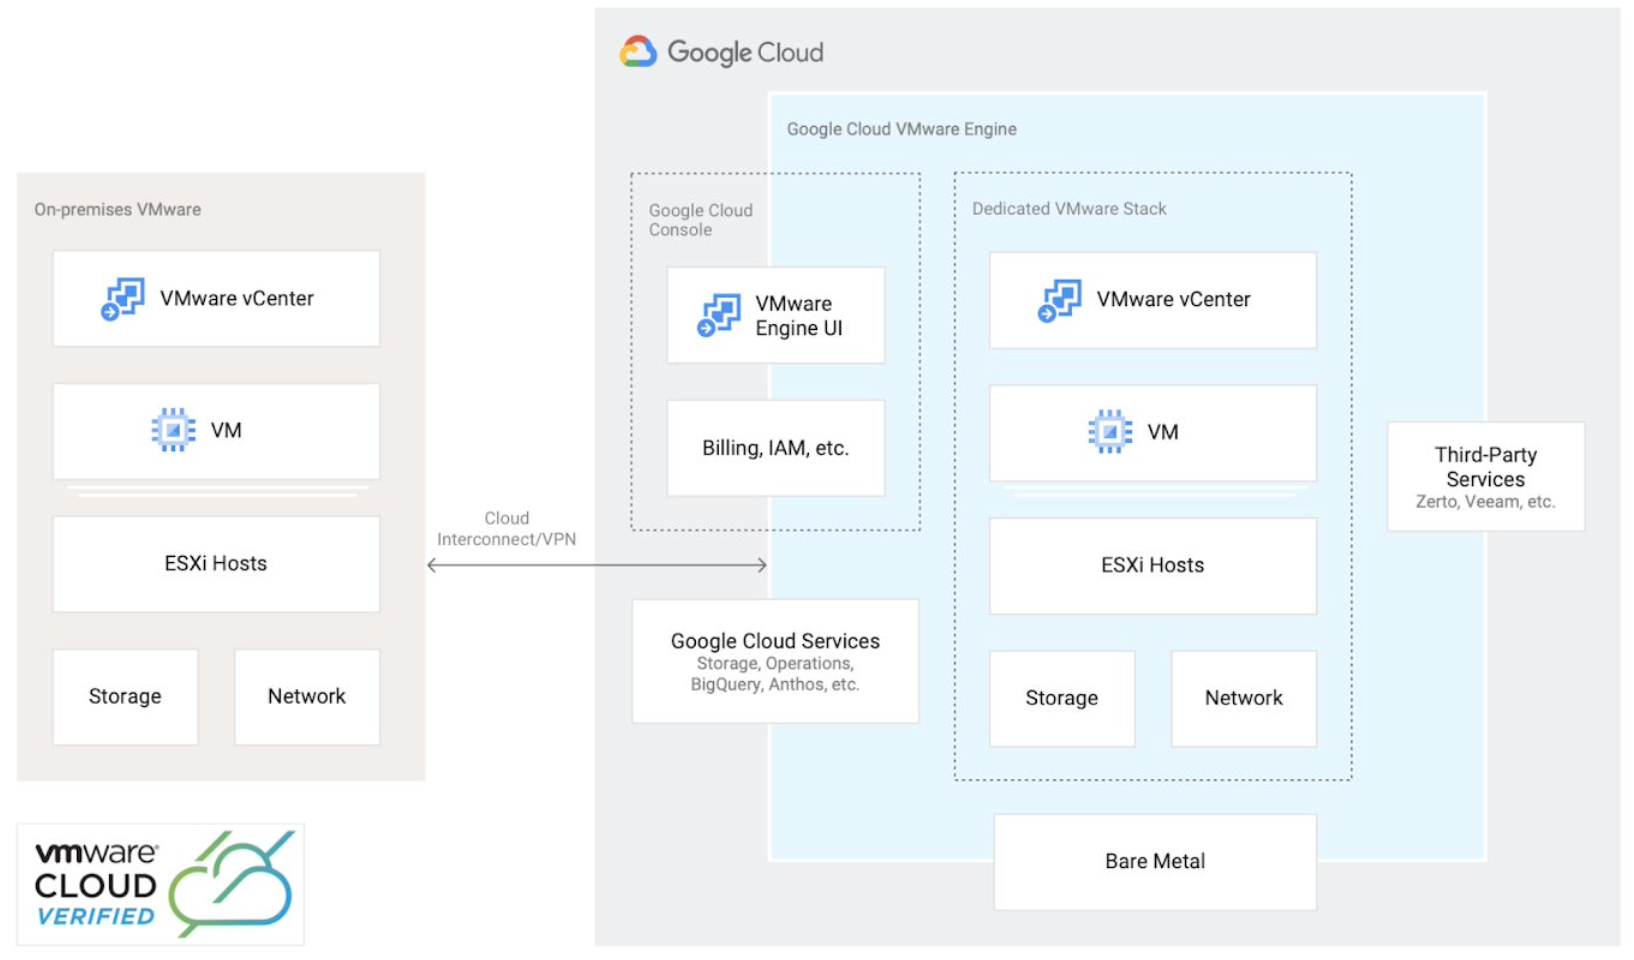 Google Cloud
Google Cloud VMware Engine
On-premises VMware
VMware vCenter
VM
ESXi Hosts
Storage
Network
Cloud
Interconnect/VPN
Google Cloud
Console
VMware
Engine UI
Billing, IAM, etc.
Google Cloud Services
Storage, Operations,
BigQuery, Anthos, etc.
Dedicated VMware Stack
VMware vCenter
VM
ESXi Hosts
Storage
Network
Third-Party
Services
Zerto, Veeam, etc.
Bare Metal
vmware®
CLOUD
VERIFIED